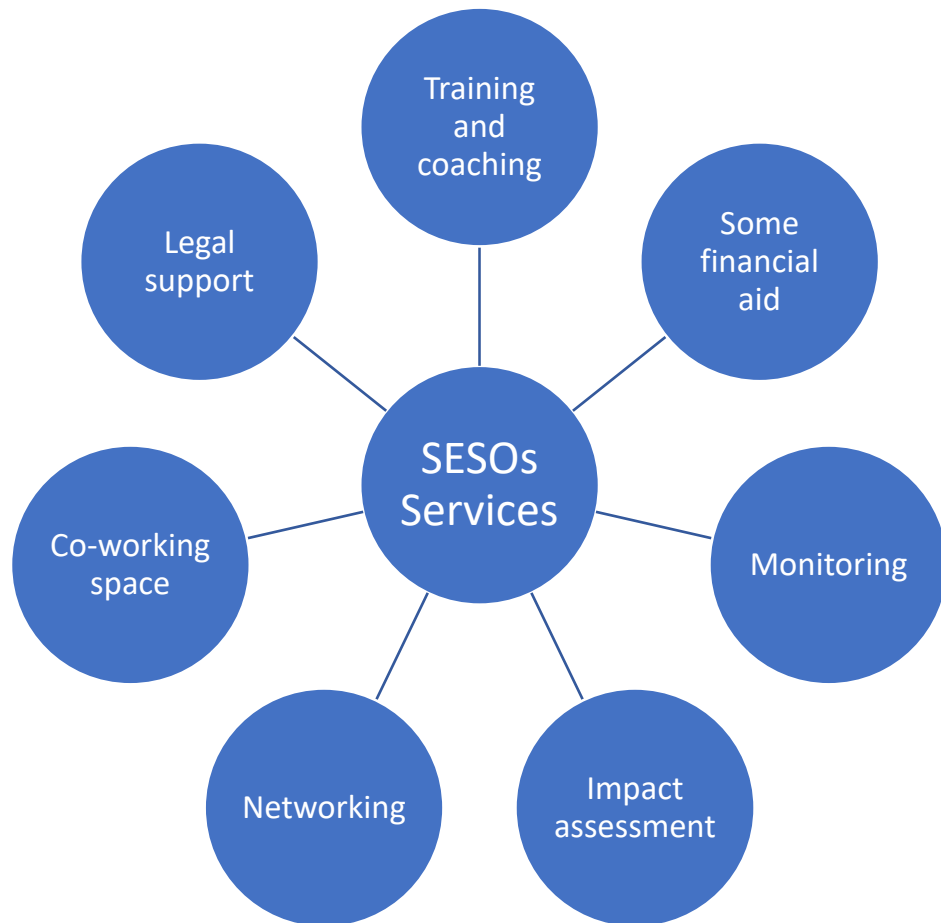 Training
and
coaching
Some
financial
aid
Legal
support
SESOs
Services
Co-working
space
Monitoring
Networking
Impact
assessment